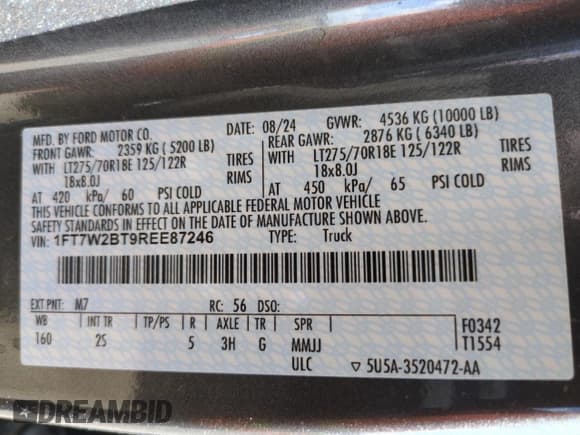 MFD. BY FORD MOTOR CO.
DATE: 08/24 GVWR: 4536 KG (10000 LB)
FRONT GAWR: 2359 KG (5200 LB) REAR GAWR: 2876 KG (6340 LB)
WITH LT275/70R18E 125/122R TIRES WITH LT275/70R18E 125/122R TIRES
18x8.0J RIMS 18x8.0J RIMS
AT 420 kPa/ 60 PSI COLD AT 450 kPa/ 65 PSI COLD
THIS VEHICLE CONFORMS TO ALL APPLICABLE FEDERAL MOTOR VEHICLE
SAFETY STANDARDS IN EFFECT ON THE DATE OF MANUFACTURE SHOWN ABOVE.
VIN: 1FT7W2BT9REE87246 TYPE: Truck
EXT PNT: M7 RC: 56 DSO:
WB INT TR TP/PS R AXLE TR SPR F0342
160 2S 5 3H G MMJJ T1554
ULC ▽ 5U5A-3520472-AA
DREAMBID